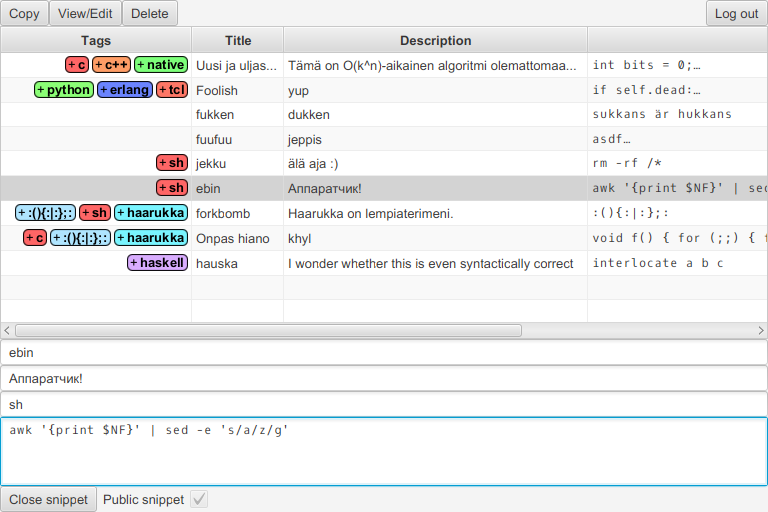 Copy View/Edit Delete Log out
Tags Title Description
+ c + c++ + native Uusi ja uljas... Tämä on O(k^n)-aikainen algoritmi olemattomaa... int bits = 0;…
+ python + erlang + tcl Foolish yup if self.dead:…
fukken dukken sukkans är hukkans
fuufuu jeppis asdf…
+ sh jekku älä aja :) rm -rf /*
+ sh ebin Аппаратчик! awk '{print $NF}' | sed
+ :(){:|:};: + sh + haarukka forkbomb Haarukka on lempiaterimeni. :(){:|:};:
+ c + :(){:|:};: + haarukka Onpas hiano khyl void f() { for (;;) { f
+ haskell hauska I wonder whether this is even syntactically correct interlocate a b c
ebin
Аппаратчик!
sh
awk '{print $NF}' | sed -e 's/a/z/g'
Close snippet Public snippet